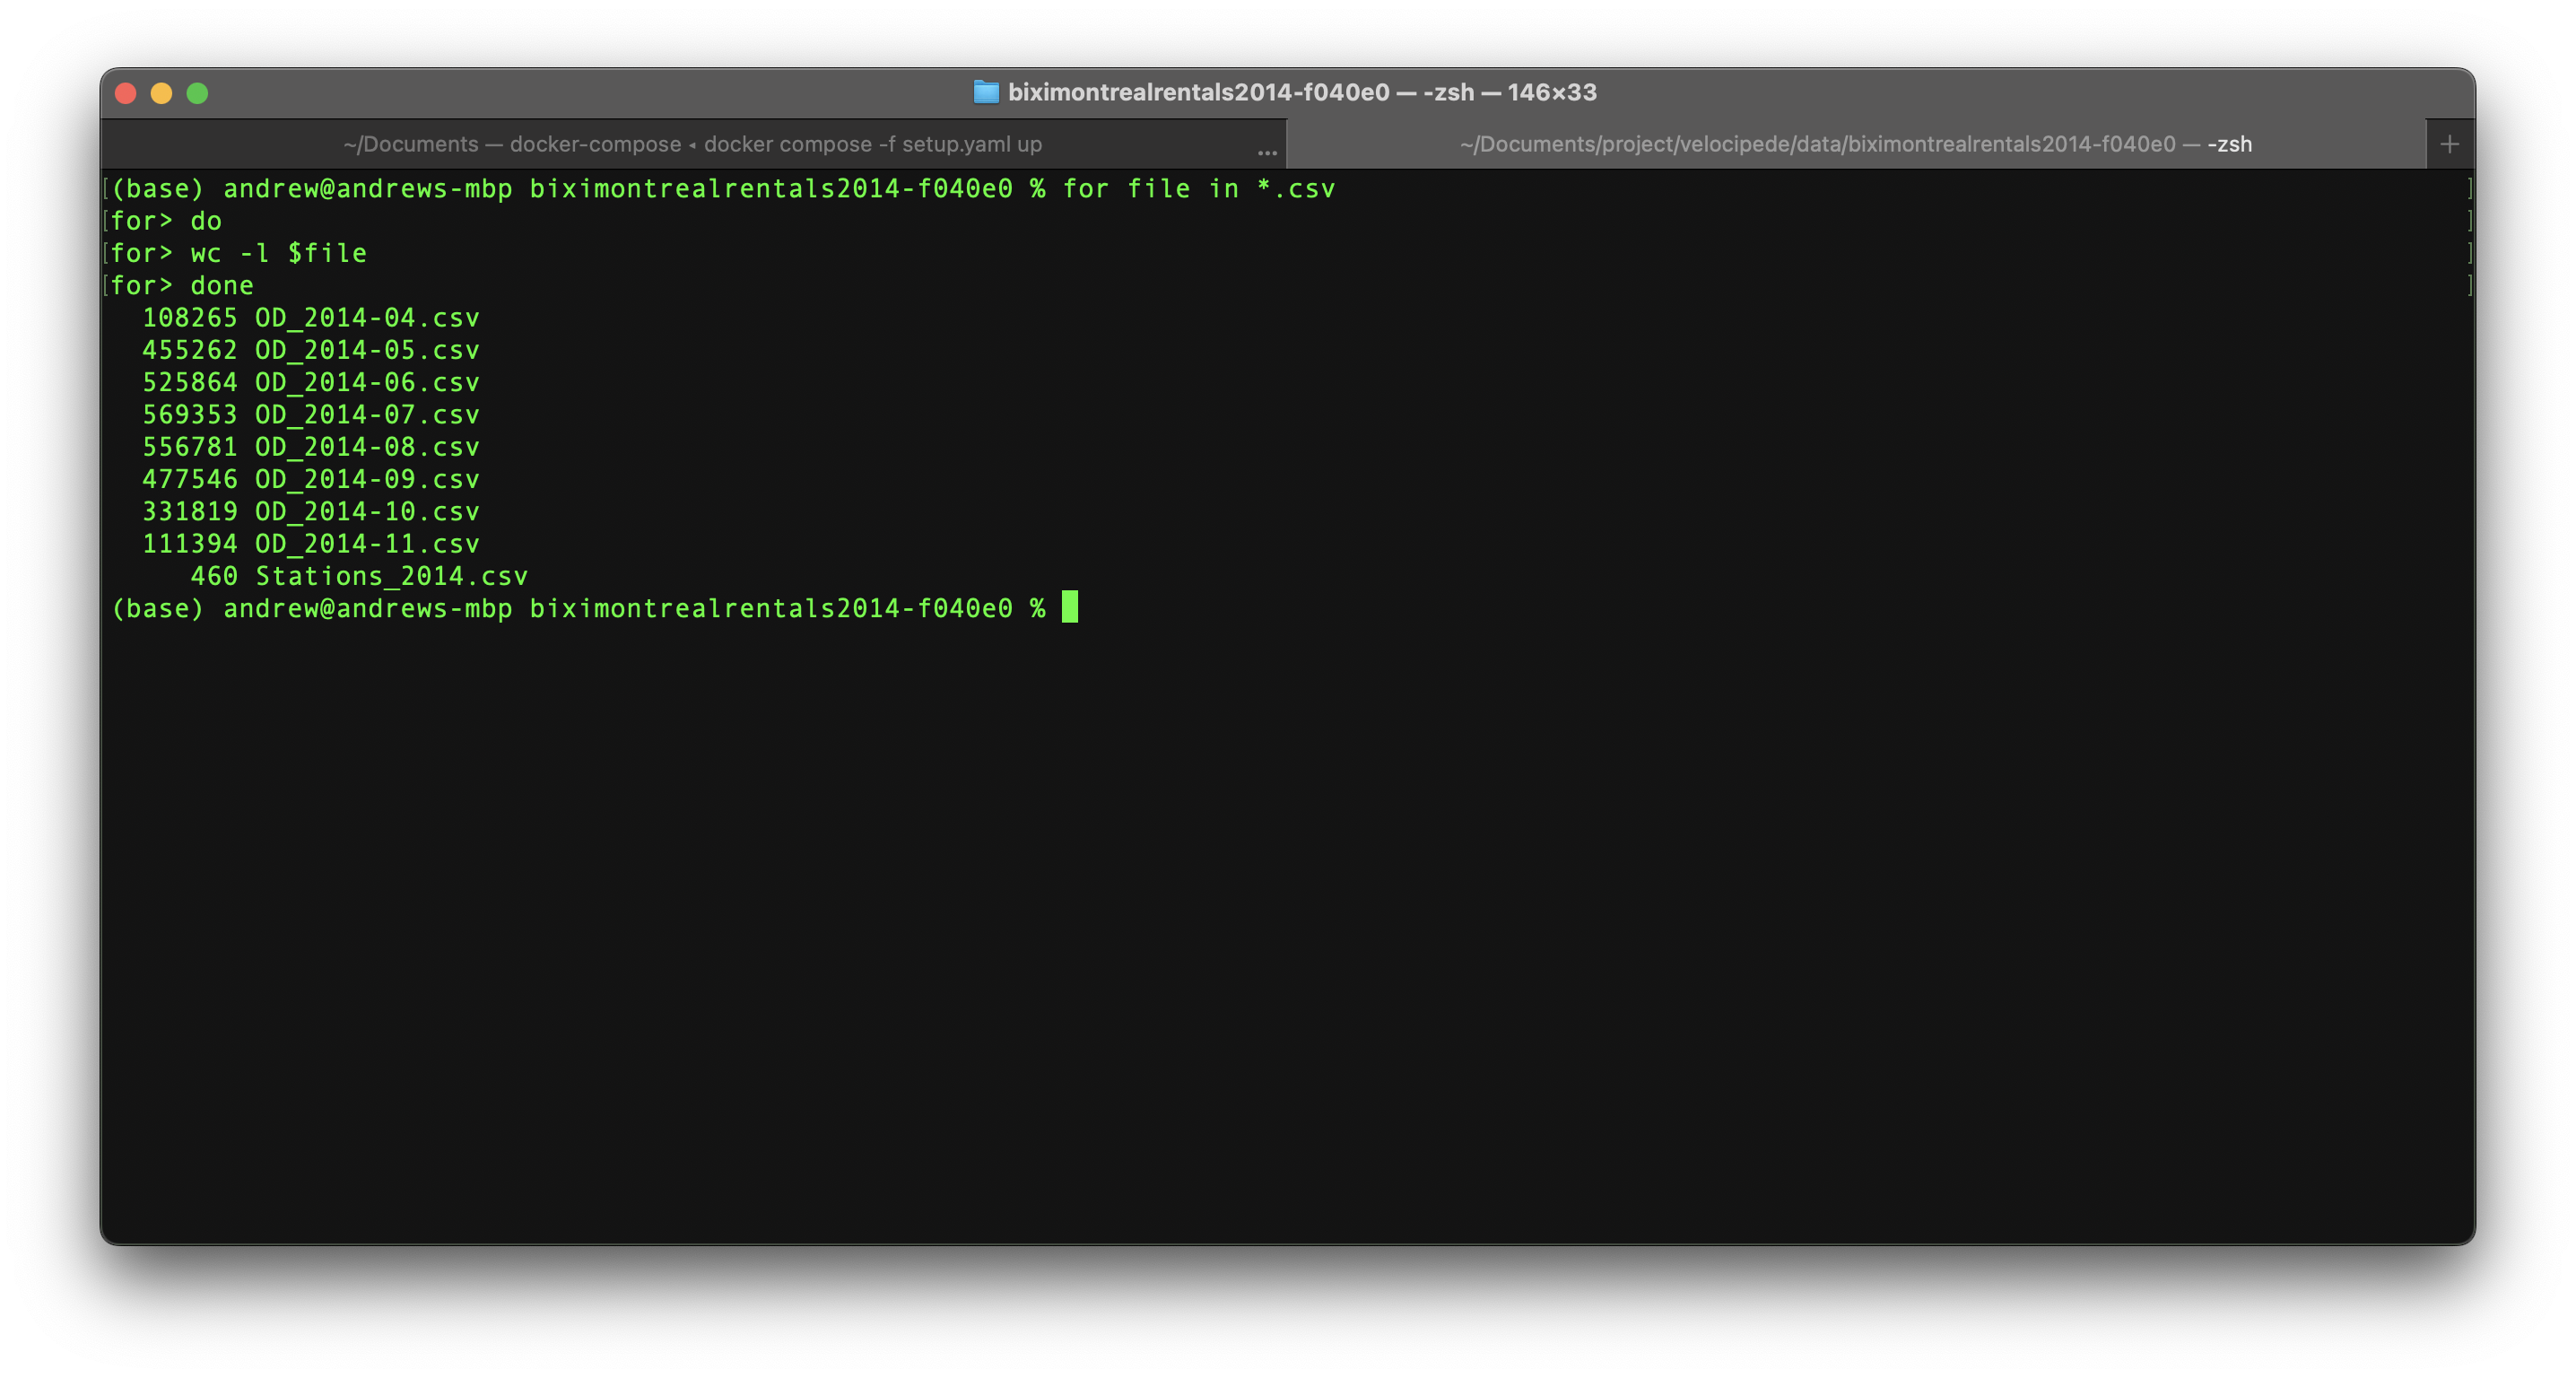 biximontrealrentals2014-f040e0 — -zsh — 146×33
~/Documents — docker-compose ◂ docker compose -f setup.yaml up ...
~/Documents/project/velocipede/data/biximontrealrentals2014-f040e0 — -zsh +
[(base) andrew@andrews-mbp biximontrealrentals2014-f040e0 % for file in *.csv ]
[for> do ]
[for> wc -l $file ]
[for> done ]
108265 OD_2014-04.csv
455262 OD_2014-05.csv
525864 OD_2014-06.csv
569353 OD_2014-07.csv
556781 OD_2014-08.csv
477546 OD_2014-09.csv
331819 OD_2014-10.csv
111394 OD_2014-11.csv
460 Stations_2014.csv
(base) andrew@andrews-mbp biximontrealrentals2014-f040e0 %